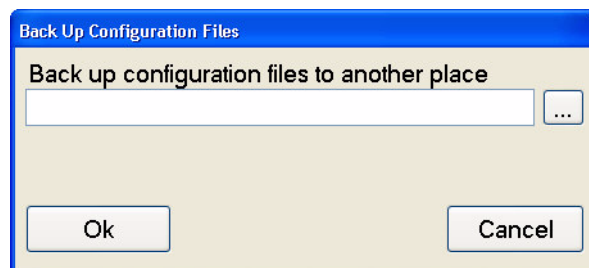 Back Up Configuration Files
Back up configuration files to another place
...
Ok
Cancel